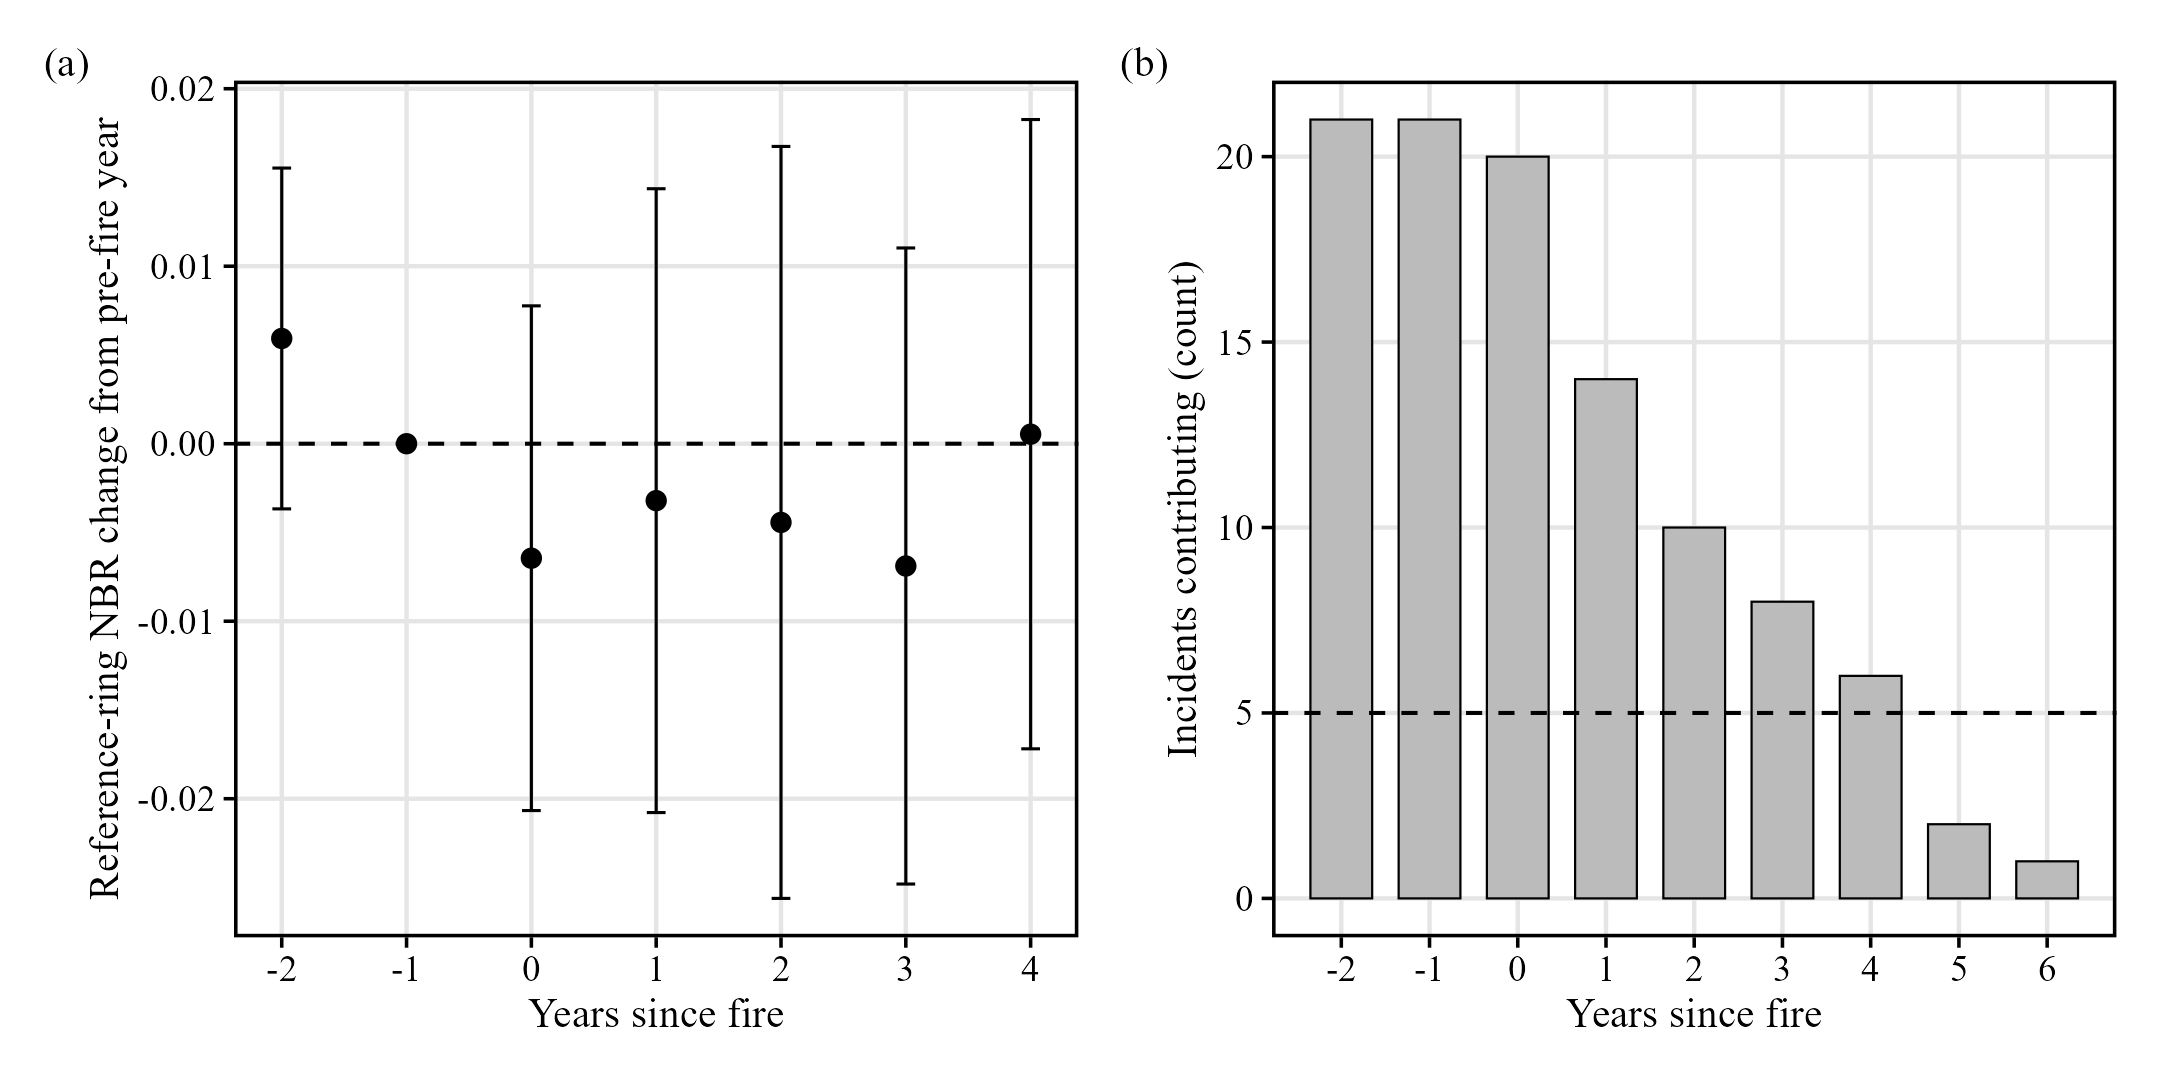 (a)
Reference-ring NBR change from pre-fire year
0.02
0.01
0.00
-0.01
-0.02
-2 -1 0 1 2 3 4
Years since fire
(b)
Incidents contributing (count)
20
15
10
5
0
-2 -1 0 1 2 3 4 5 6
Years since fire